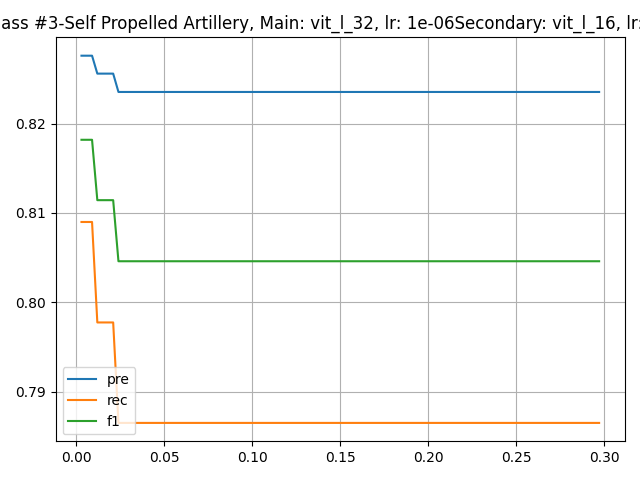 ass #3-Self Propelled Artillery, Main: vit_l_32, lr: 1e-06Secondary: vit_l_16, lr:
0.82
0.81
0.80
0.79
pre
rec
f1
0.00 0.05 0.10 0.15 0.20 0.25 0.30